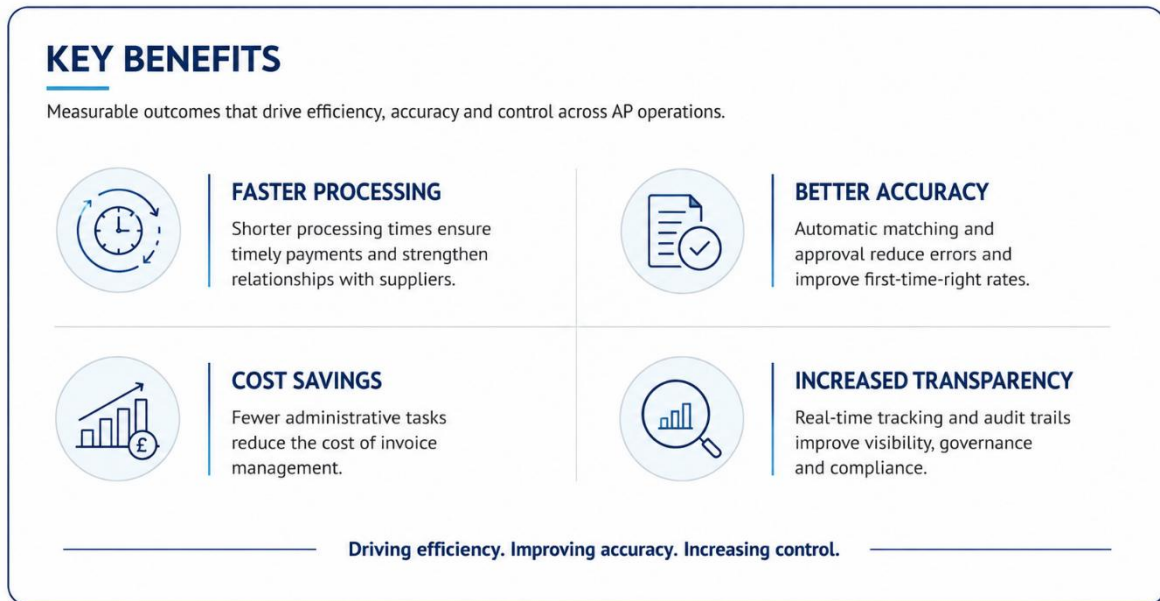 KEY BENEFITS
Measurable outcomes that drive efficiency, accuracy and control across AP operations.
FASTER PROCESSING
Shorter processing times ensure
timely payments and strengthen
relationships with suppliers.
BETTER ACCURACY
Automatic matching and
approval reduce errors and
improve first-time-right rates.
COST SAVINGS
Fewer administrative tasks
reduce the cost of invoice
management.
£
INCREASED TRANSPARENCY
Real-time tracking and audit trails
improve visibility, governance
and compliance.
Driving efficiency. Improving accuracy. Increasing control.